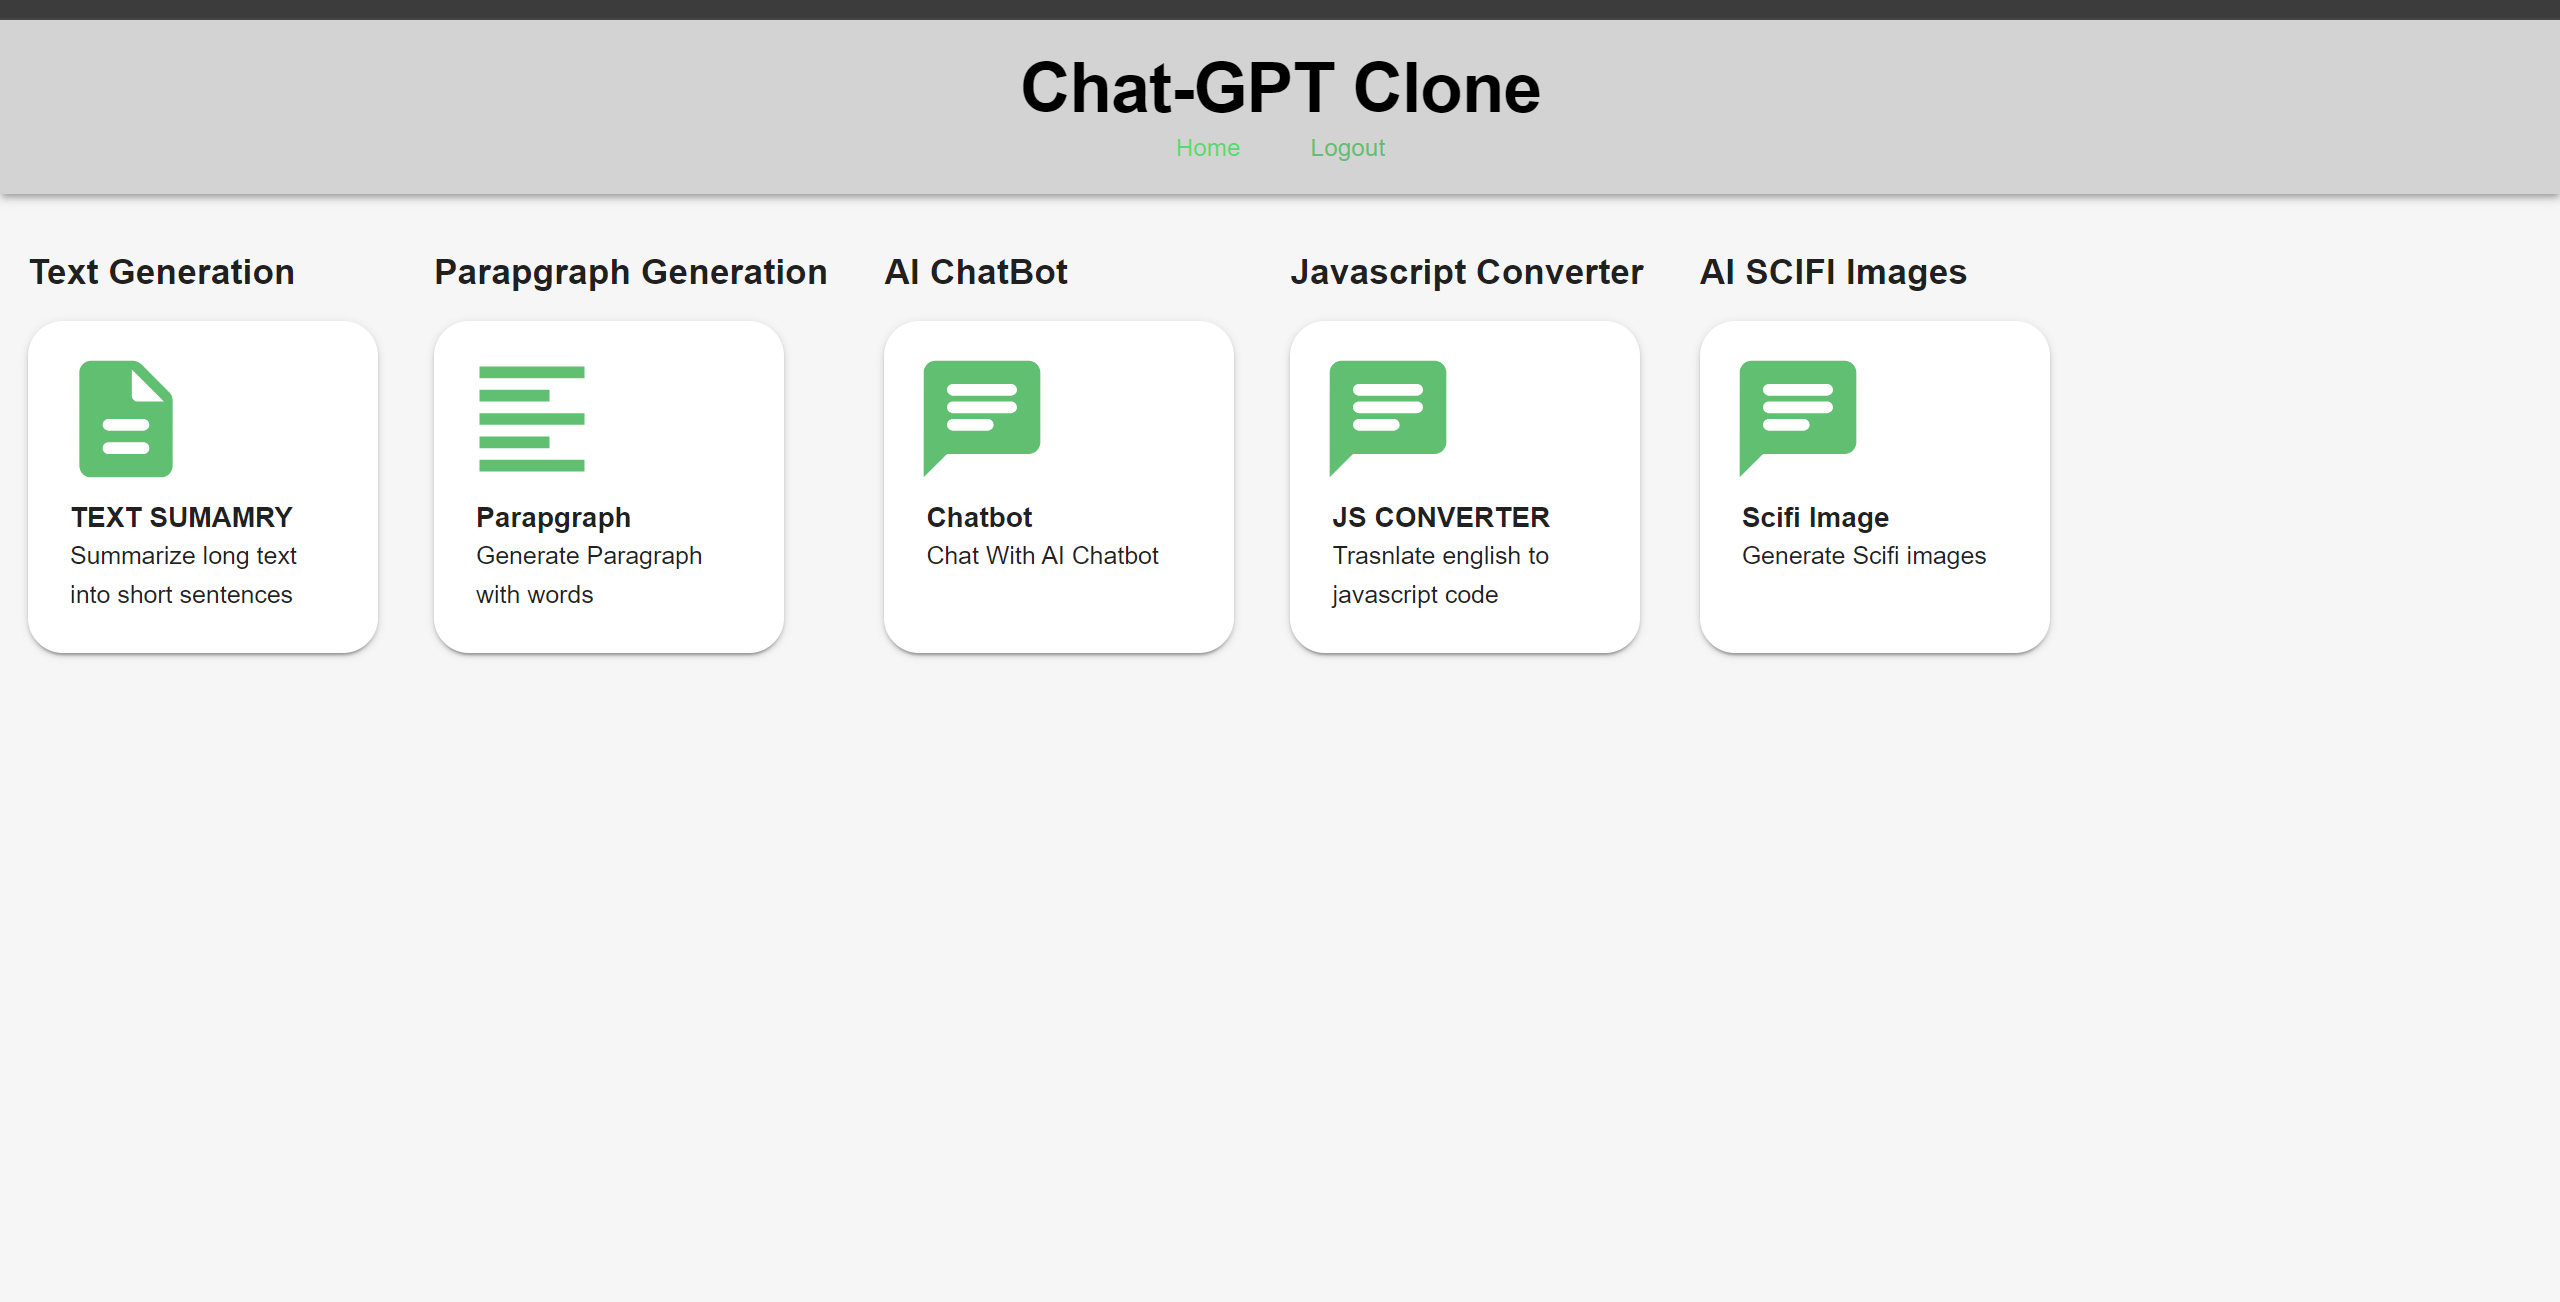 Chat-GPT Clone
Home Logout
Text Generation
TEXT SUMAMRY
Summarize long text
into short sentences
Parapgraph Generation
Parapgraph
Generate Paragraph
with words
AI ChatBot
Chatbot
Chat With AI Chatbot
Javascript Converter
JS CONVERTER
Trasnlate english to
javascript code
AI SCIFI Images
Scifi Image
Generate Scifi images